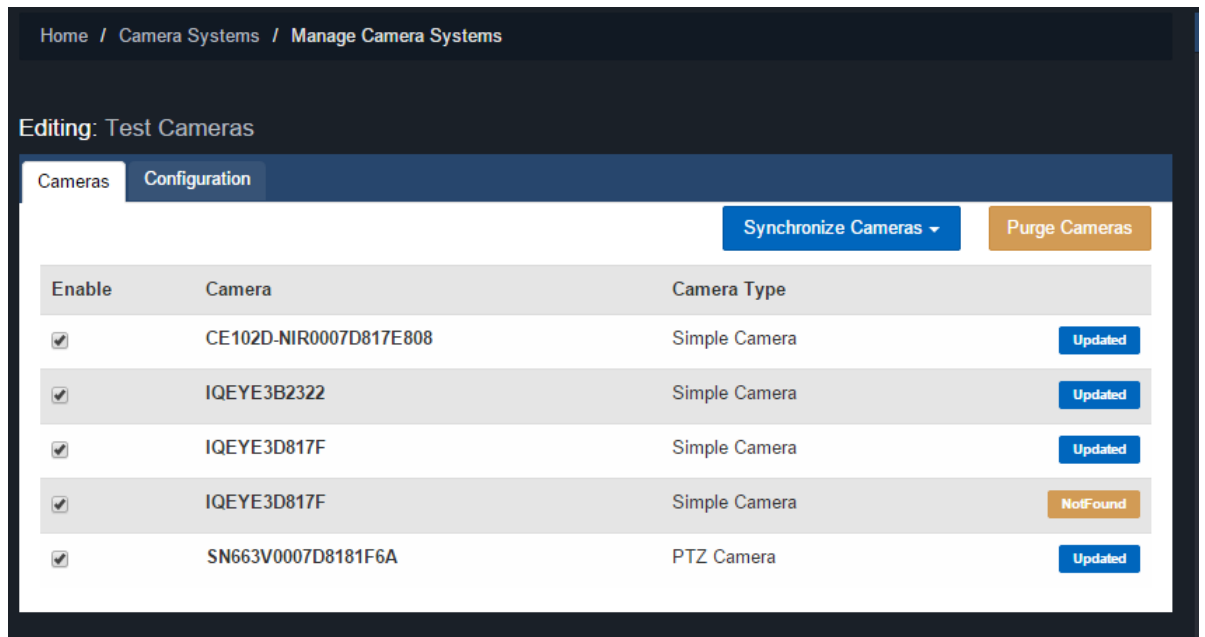 Home / Camera Systems / Manage Camera Systems
Editing: Test Cameras
Cameras Configuration
Synchronize Cameras Purge Cameras
Enable Camera Camera Type
CE102D-NIR0007D817E808 Simple Camera Updated
IQEYE3B2322 Simple Camera Updated
IQEYE3D817F Simple Camera Updated
IQEYE3D817F Simple Camera NotFound
SN663V0007D8181F6A PTZ Camera Updated